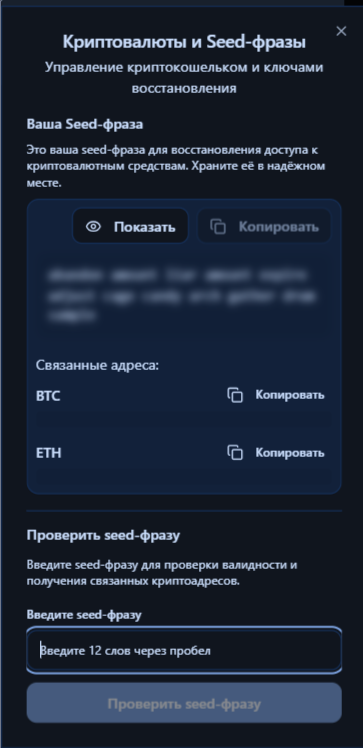 Криптовалюты и Seed-фразы
Управление криптокошельком и ключами
восстановления
Ваша Seed-фраза
Это ваша seed-фраза для восстановления доступа к
криптовалютным средствам. Храните её в надёжном
месте.
Показать
Копировать
Связанные адреса:
BTC
Копировать
ETH
Копировать
Проверить seed-фразу
Введите seed-фразу для проверки валидности и
получения связанных криптоадресов.
Введите seed-фразу
Введите 12 слов через пробел
Проверить seed-фразу